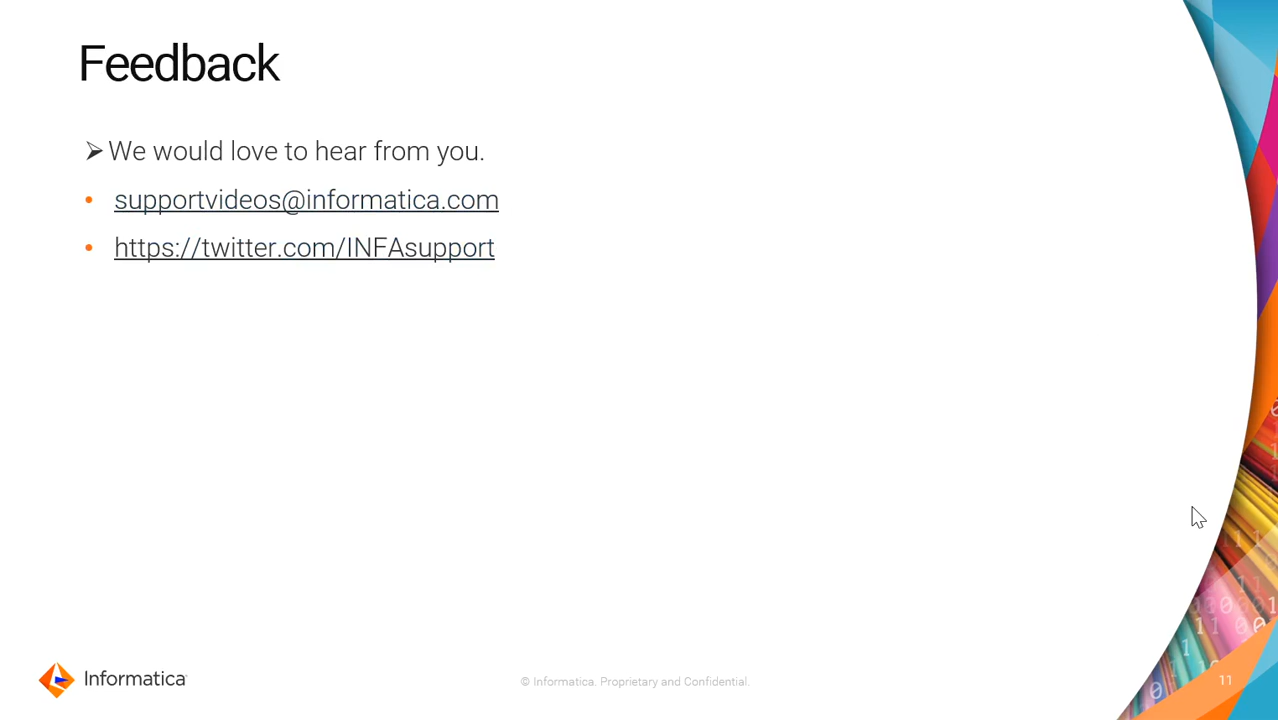 Feedback
➢ We would love to hear from you.
• supportvideos@informatica.com
• https://twitter.com/INFAsupport
Informatica
© Informatica. Proprietary and Confidential.
11